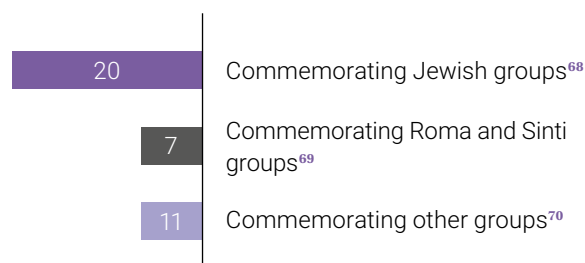 20 Commemorating Jewish groups68
7 Commemorating Roma and Sinti
groups69
11 Commemorating other groups70